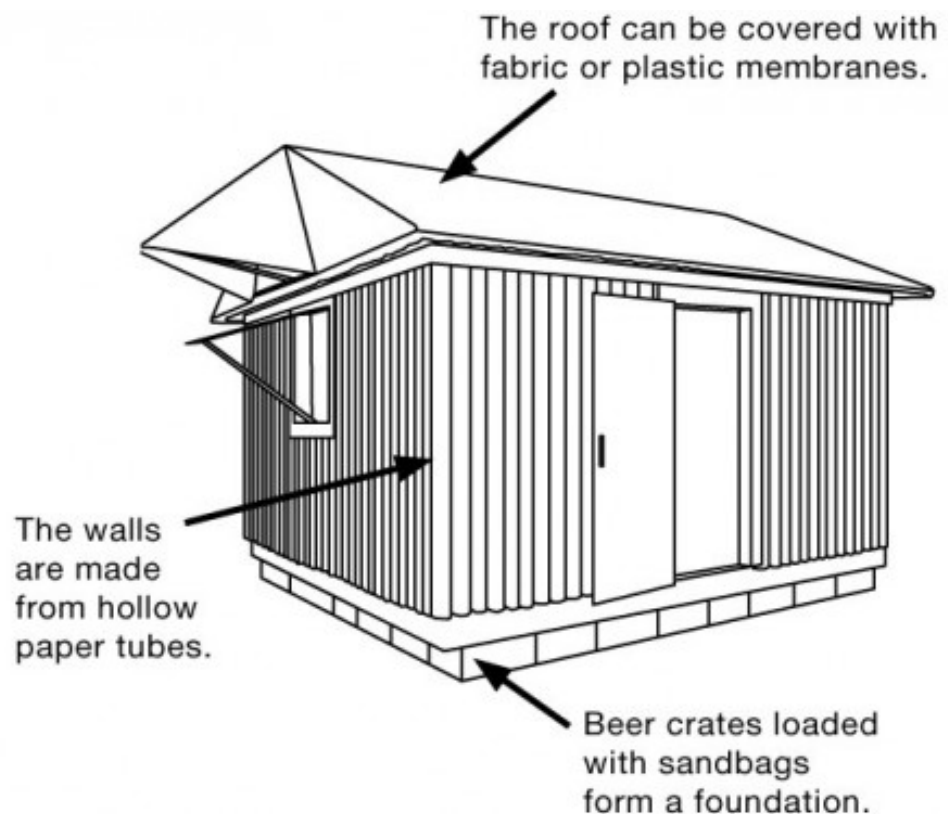 The roof can be covered with
fabric or plastic membranes.
The walls
are made
from hollow
paper tubes.
Beer crates loaded
with sandbags
form a foundation.